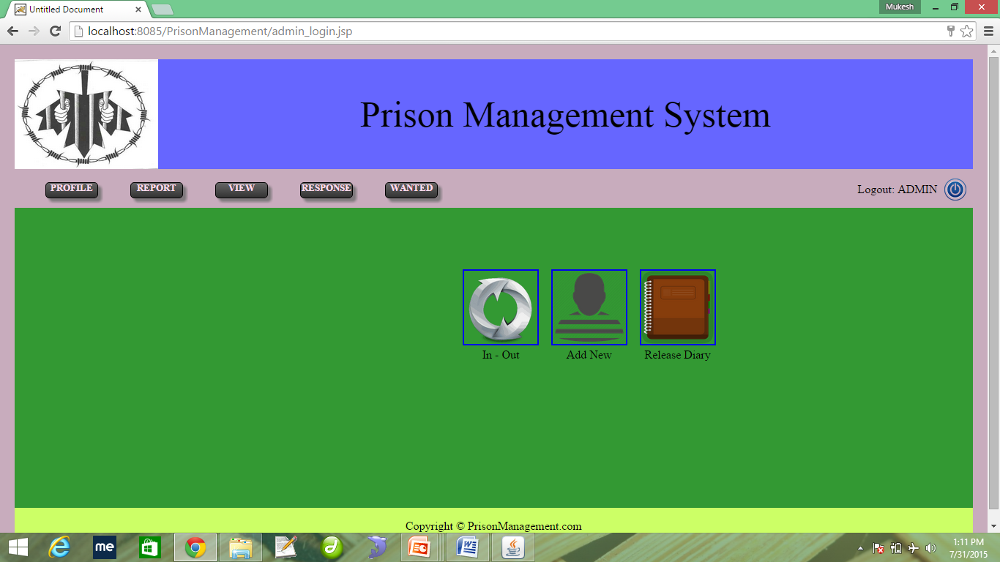 Untitled Document
Mukesh
localhost:8085/PrisonManagement/admin_login.jsp
Prison Management System
PROFILE REPORT VIEW RESPONSE WANTED Logout: ADMIN
In - Out Add New Release Diary
Copyright © PrisonManagement.com
me
1:11 PM
7/31/2015